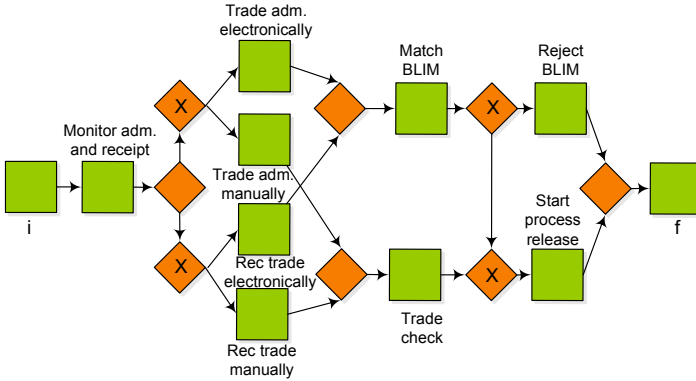 Trade adm.
electronically
Match
BLIM
Reject
BLIM
X
X
X
Monitor adm.
and receipt
Trade adm.
manually
i
Start
process
release
f
X
Rec trade
electronically
Trade
check
Rec trade
manually